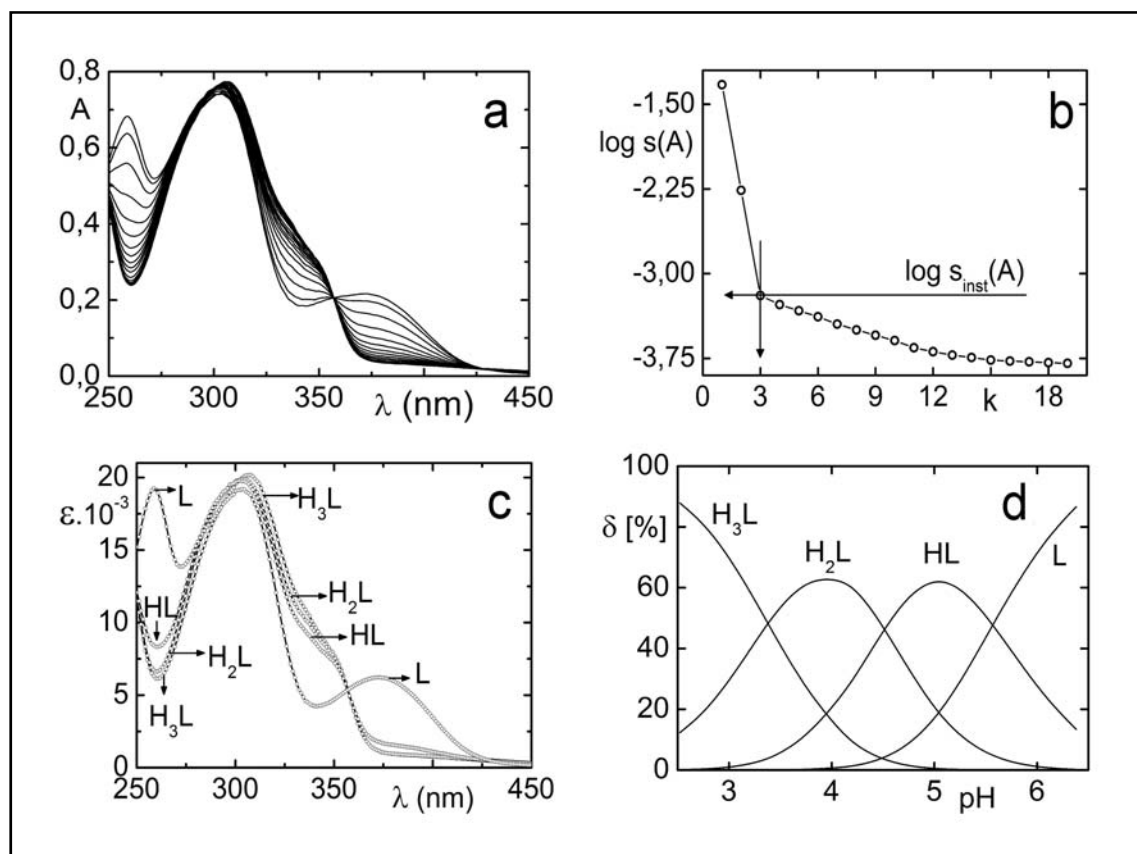 0,8
A
0,6
0,4
0,2
0,0
250 300 350 400 450
λ (nm)
a
-1,50
log s(A)
-2,25
-3,00
-3,75
log s_inst(A)
0 3 6 9 12 k 18
b
20
ε.10⁻³
15
10
5
0
L
H₃L
HL
H₂L
H₂L
HL
L
H₃L
250 300 350 400 450
λ (nm)
c
100
δ [%]
80
60
40
20
0
H₃L
H₂L
HL
L
3 4 5 pH 6
d